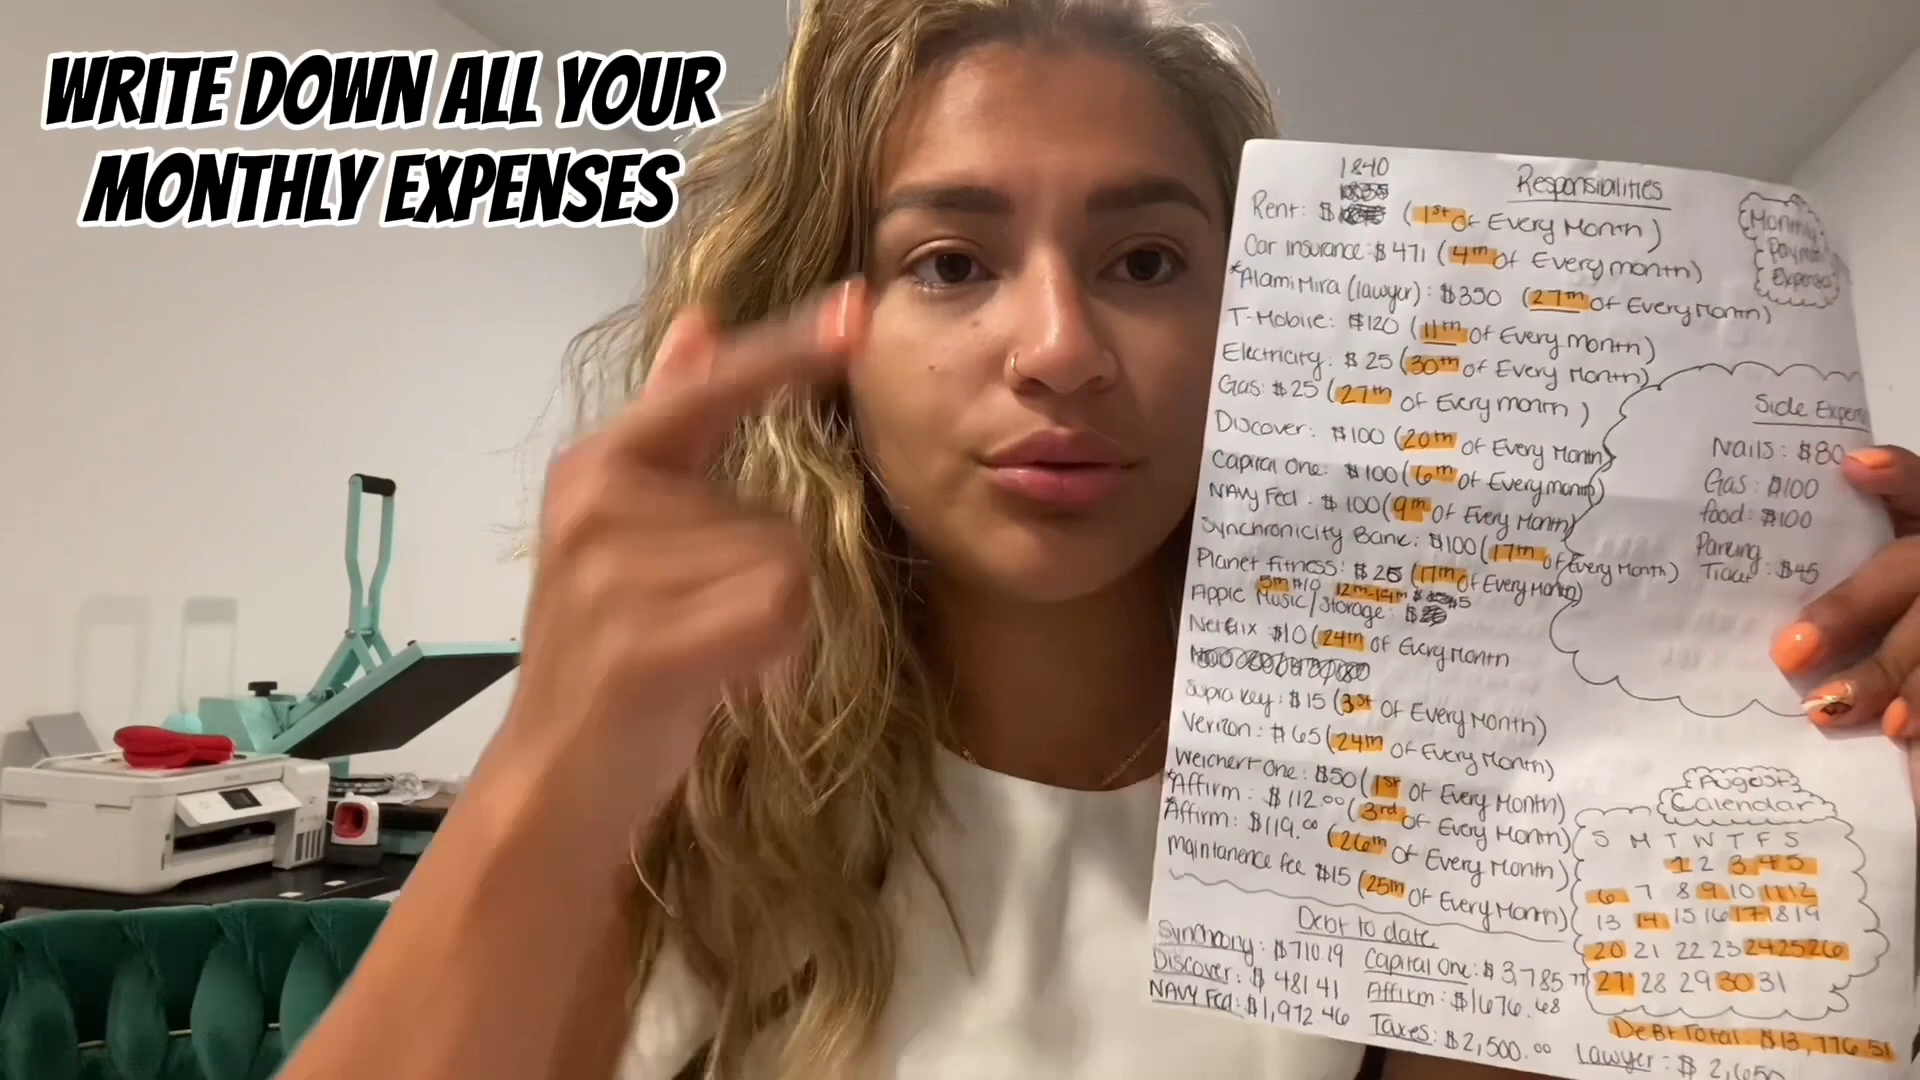 WRITE DOWN ALL YOUR
MONTHLY EXPENSES
1840
Responsibilities
Monthly
Expenses
Rent: $ (1st Of Every Month)
Car insurance: $471 (4th Of Every month)
*Alami Mira (lawyer): $350 (27th Of Every Month)
T-Mobile: $120 (11th Of Every month)
Electricity: $25 (30th Of Every Month)
Gas: $25 (27th Of Every month)
Discover: $100 (20th Of Every Month)
Capital One: $100 (6th Of Every month)
NAVY Fed: $100 (9th Of Every Month)
Synchronicity Bank: $100 (17th of Every Month)
Planet fitness: $25 (17th Of Every Month)
5th $10 12th-14th $5
Apple Music/Storage: $
Netflix $10 (24th Of Every Month
Supra key: $15 (3st Of Every Month)
Verizon: $65 (24th Of Every Month)
Weichert One: $50 (1st Of Every Month)
*Affirm: $112.00 (3rd Of Every Month)
*Affirm: $119.00 (26th Of Every Month)
maintanence fee $15 (25th Of Every Month)
Side
Nails: $80
Gas: $100
food: $100
Parking
Ticket: $45
August
Calendar
S M T W T F S
1 2 3 4 5
6 7 8 9 10 11 12
13 14 15 16 17 18 19
20 21 22 23 24 25 26
27 28 29 30 31
Debt to date
Synchrony: $710.19 Capital One: $3,785.77
Discover: $481.41 Affirm: $1676.68
NAVY Fed: $1,972.46 Taxes: $2,500.00
Debt Total: $13,776.51
Lawyer: $